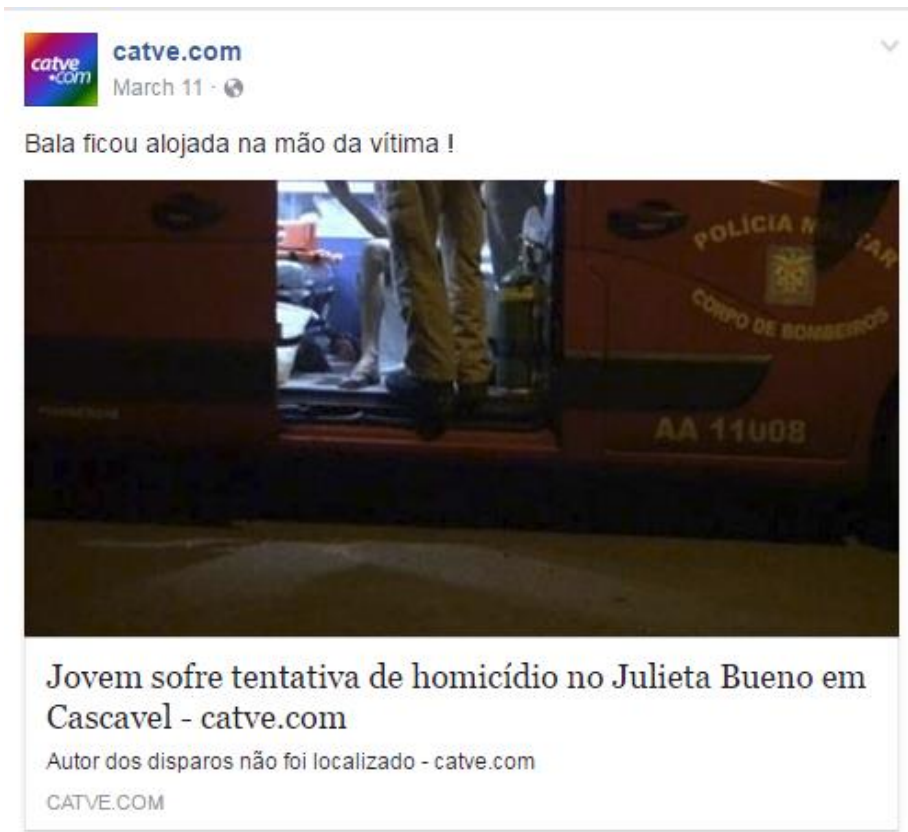 catve
•com
catve.com
March 11 ·
Bala ficou alojada na mão da vítima !
POLÍCIA
CORPO DE BOMBEIROS
AA 11008
Jovem sofre tentativa de homicídio no Julieta Bueno em
Cascavel - catve.com
Autor dos disparos não foi localizado - catve.com
CATVE.COM